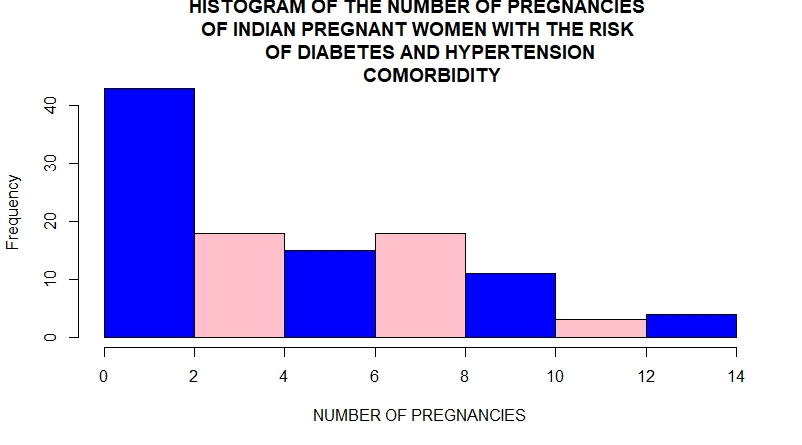 HISTOGRAM OF THE NUMBER OF PREGNANCIES
OF INDIAN PREGNANT WOMEN WITH THE RISK
OF DIABETES AND HYPERTENSION
COMORBIDITY
Frequency
40
30
20
10
0
0 2 4 6 8 10 12 14
NUMBER OF PREGNANCIES